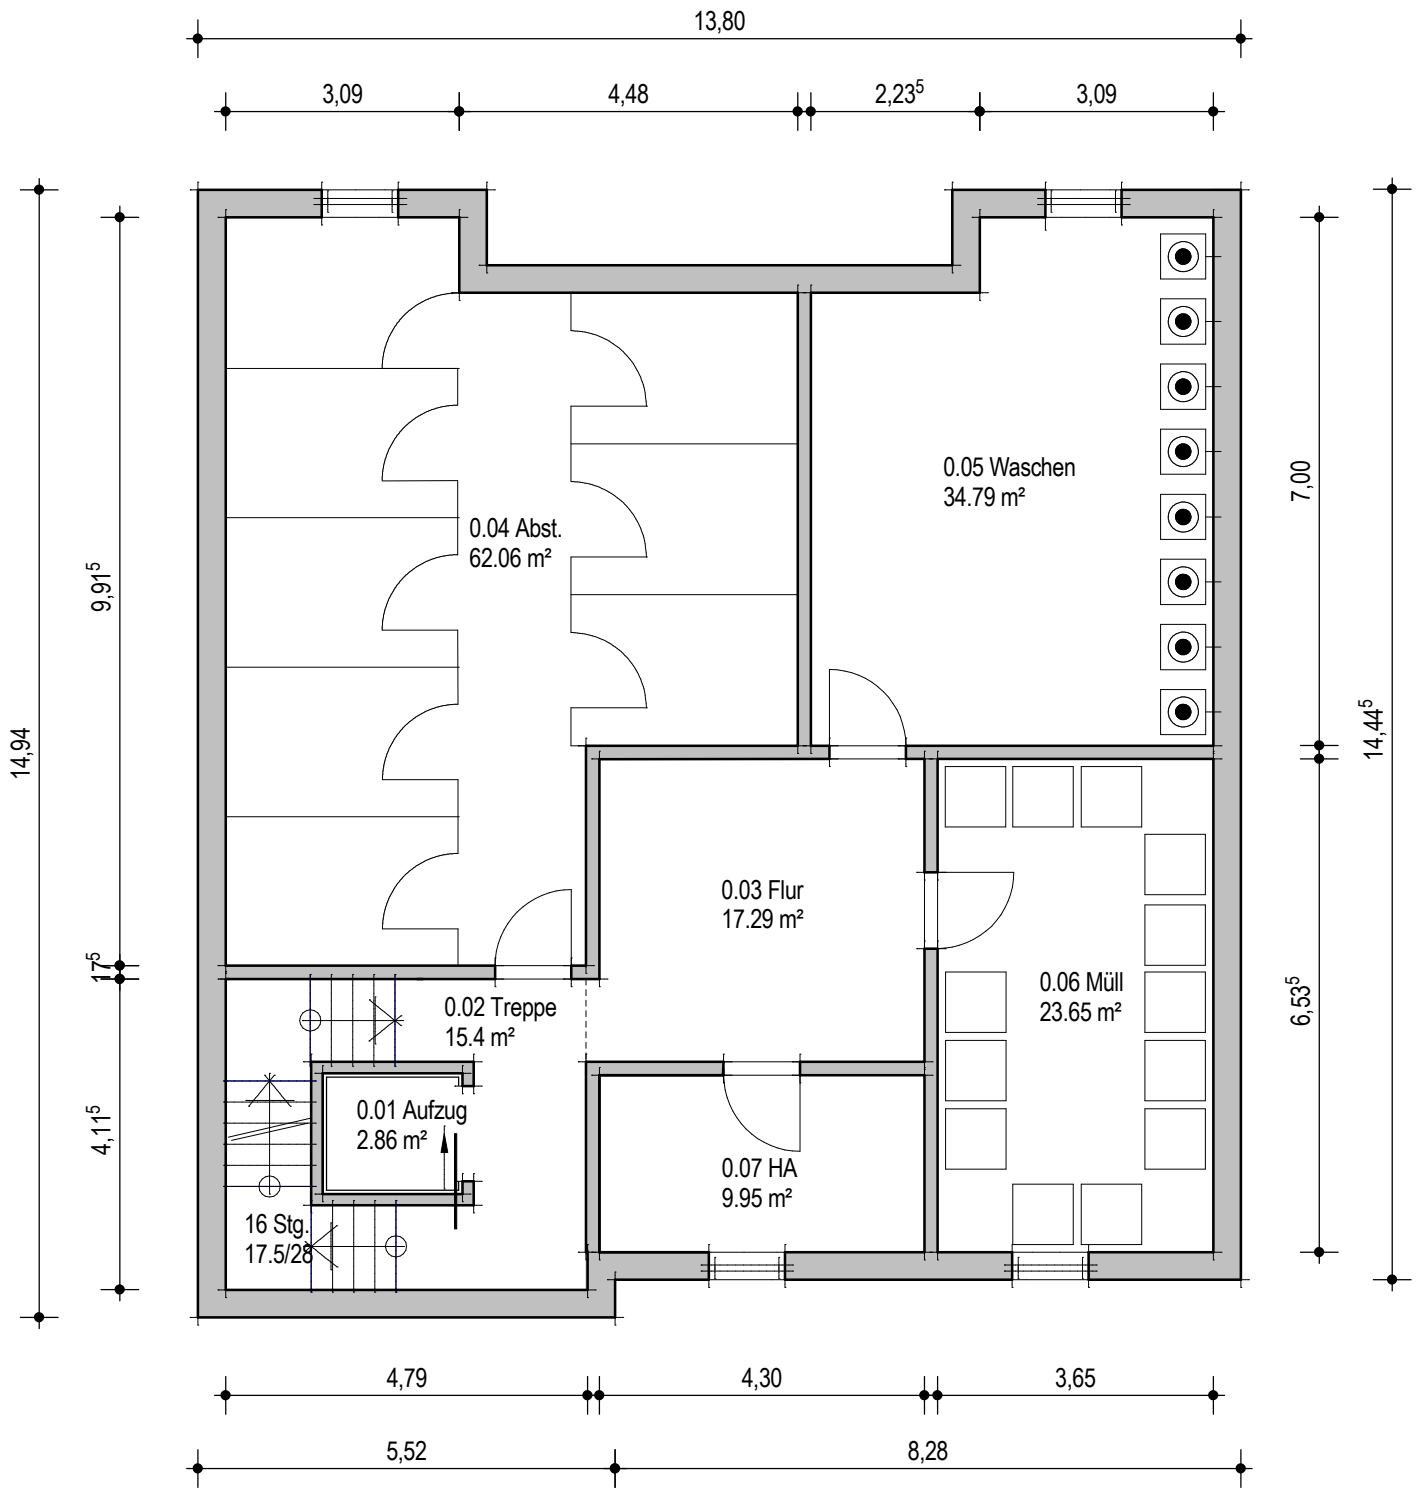 13,80
3,09
4,48
2,23⁵
3,09
0.05 Waschen
34.79 m²
0.04 Abst.
62.06 m²
7,00
9,91⁵
14,94
14,44⁵
0.03 Flur
17.29 m²
17⁵
0.02 Treppe
15.4 m²
0.06 Müll
23.65 m²
6,53⁵
0.01 Aufzug
2.86 m²
4,11⁵
0.07 HA
9.95 m²
16 Stg.
17.5/28
4,79
4,30
3,65
5,52
8,28